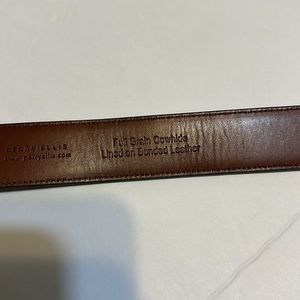 PERRY ELLIS
www.perryellis.com
Full Grain Cowhide
Lined on Bonded Leather